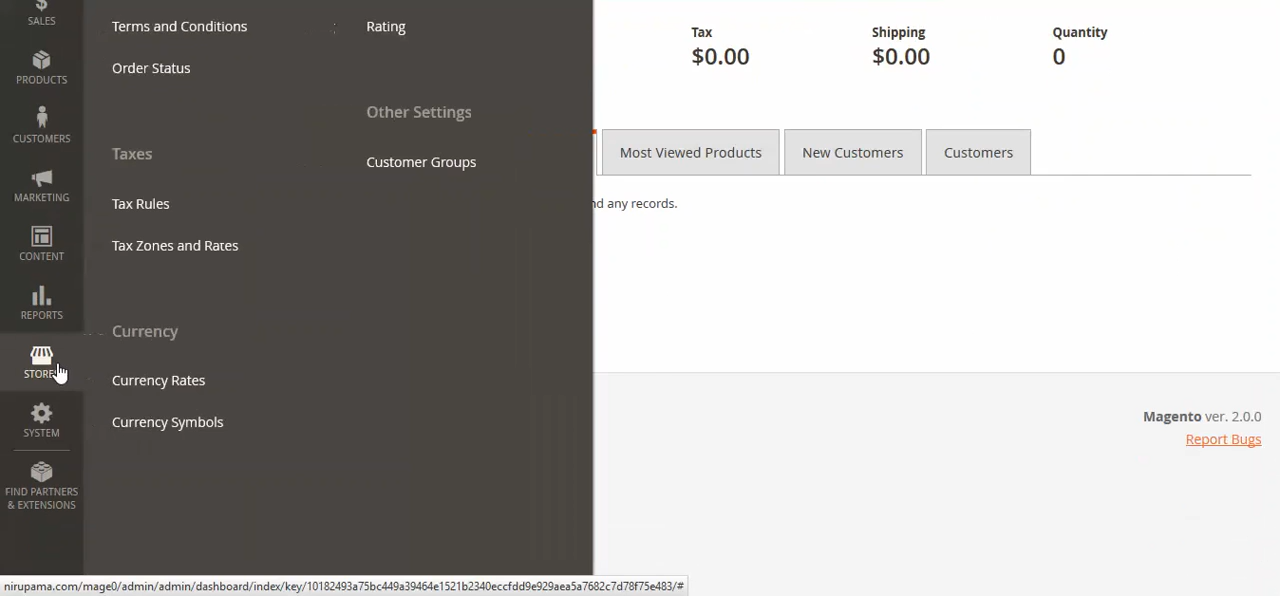 SALES
PRODUCTS
CUSTOMERS
MARKETING
CONTENT
REPORTS
STORE
SYSTEM
FIND PARTNERS
& EXTENSIONS
Terms and Conditions
Order Status
Taxes
Tax Rules
Tax Zones and Rates
Currency
Currency Rates
Currency Symbols
Rating
Other Settings
Customer Groups
Tax
$0.00
Shipping
$0.00
Quantity
0
Most Viewed Products
New Customers
Customers
nd any records.
Magento ver. 2.0.0
Report Bugs
nirupama.com/mage0/admin/admin/dashboard/index/key/10182493a75bc449a39464e1521b2340eccfdd9e929aea5a7682c7d78f75e483/#